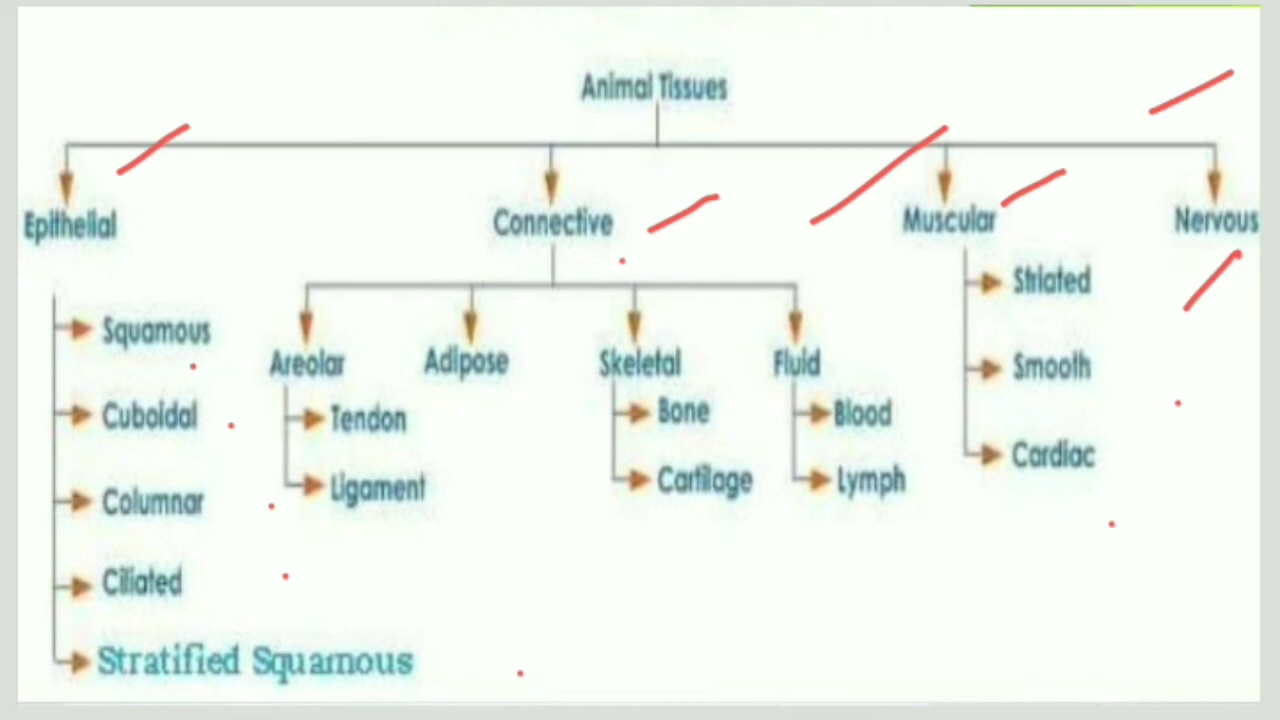 Animal Tissues
Epithelial
Connective
Muscular
Nervous
Squamous
Cuboidal
Columnar
Ciliated
Stratified Squamous
Areolar
Tendon
Ligament
Adipose
Skeletal
Bone
Cartilage
Fluid
Blood
Lymph
Striated
Smooth
Cardiac